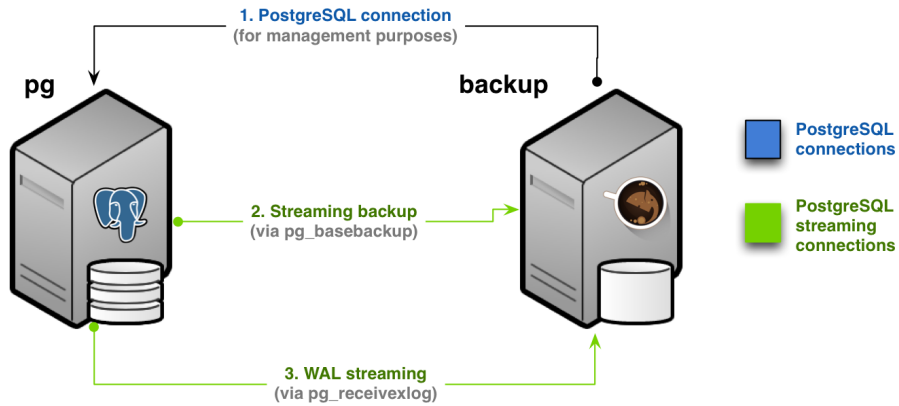 1. PostgreSQL connection
(for management purposes)
pg
backup
2. Streaming backup
(via pg_basebackup)
3. WAL streaming
(via pg_receivexlog)
PostgreSQL
connections
PostgreSQL
streaming
connections